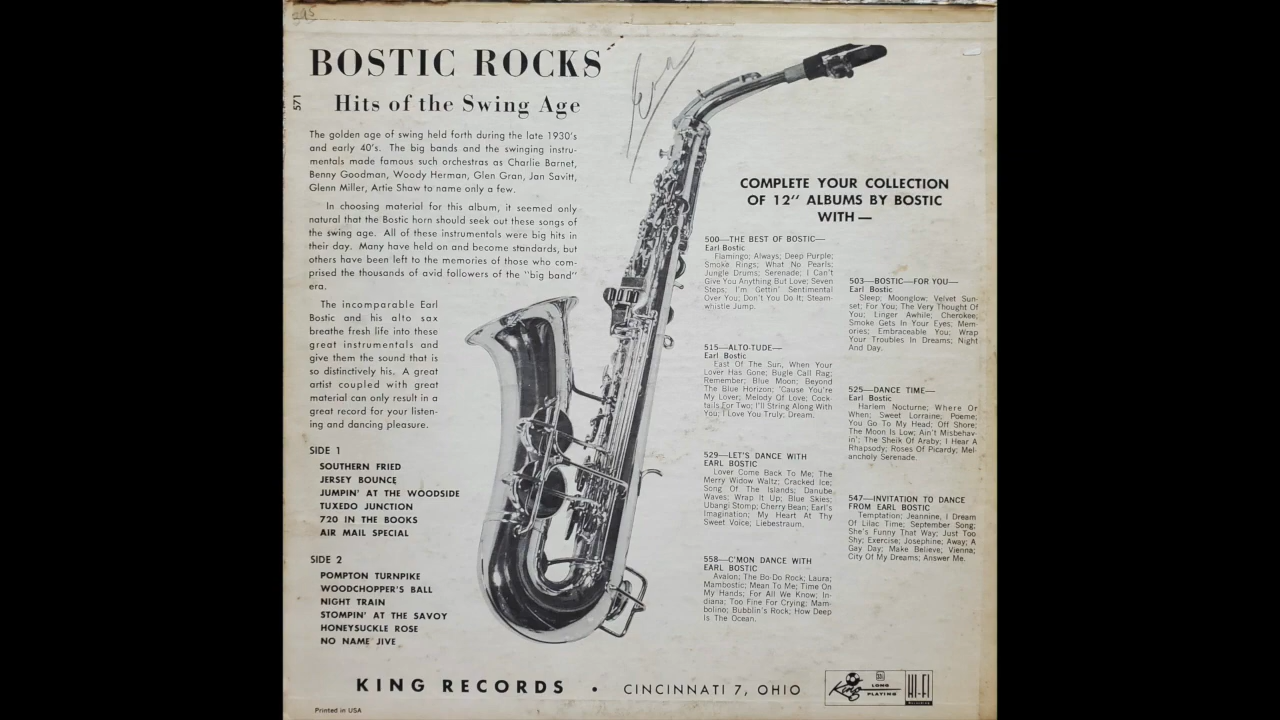 295
BOSTIC ROCKS
Hits of the Swing Age
571
The golden age of swing held forth during the late 1930's
and early 40's. The big bands and the swinging instru-
mentals made famous such orchestras as Charlie Barnet,
Benny Goodman, Woody Herman, Glen Gran, Jan Savitt,
Glenn Miller, Artie Shaw to name only a few.
In choosing material for this album, it seemed only
natural that the Bostic horn should seek out these songs of
the swing age. All of these instrumentals were big hits in
their day. Many have held on and become standards, but
others have been left to the memories of those who com-
prised the thousands of avid followers of the "big band"
era.
The incomparable Earl
Bostic and his alto sax
breathe fresh life into these
great instrumentals and
give them the sound that is
so distinctively his. A great
artist coupled with great
material can only result in a
great record for your listen-
ing and dancing pleasure.
SIDE 1
SOUTHERN FRIED
JERSEY BOUNCE
JUMPIN' AT THE WOODSIDE
TUXEDO JUNCTION
720 IN THE BOOKS
AIR MAIL SPECIAL
SIDE 2
POMPTON TURNPIKE
WOODCHOPPER'S BALL
NIGHT TRAIN
STOMPIN' AT THE SAVOY
HONEYSUCKLE ROSE
NO NAME JIVE
COMPLETE YOUR COLLECTION
OF 12" ALBUMS BY BOSTIC
WITH —
500—THE BEST OF BOSTIC—
Earl Bostic
Flamingo; Always; Deep Purple;
Smoke Rings; What No Pearls;
Jungle Drums; Serenade; I Can't
Give You Anything But Love; Seven
Steps; I'm Gettin' Sentimental
Over You; Don't You Do It; Steam-
whistle Jump.
515—ALTO-TUDE—
Earl Bostic
East Of The Sun, When Your
Lover Has Gone; Bugle Call Rag;
Remember; Blue Moon; Beyond
The Blue Horizon; 'Cause You're
My Lover; Melody Of Love; Cock-
tails For Two; I'll String Along With
You; I Love You Truly; Dream.
529—LET'S DANCE WITH
EARL BOSTIC
Lover Come Back To Me; The
Merry Widow Waltz; Cracked Ice;
Song Of The Islands; Danube
Waves; Wrap It Up; Blue Skies;
Ubangi Stomp; Cherry Bean; Earl's
Imagination; My Heart At Thy
Sweet Voice; Liebestraum.
558—C'MON DANCE WITH
EARL BOSTIC
Avalon; The Bo-Do Rock; Laura;
Mambostic; Mean To Me; Time On
My Hands; For All We Know; In-
diana; Too Fine For Crying; Mam-
bolino; Bubblin's Rock; How Deep
Is The Ocean.
503—BOSTIC—FOR YOU—
Earl Bostic
Sleep; Moonglow; Velvet Sun-
set; For You; The Very Thought Of
You; Linger Awhile; Cherokee;
Smoke Gets In Your Eyes; Mem-
ories; Embraceable You; Wrap
Your Troubles In Dreams; Night
And Day.
525—DANCE TIME—
Earl Bostic
Harlem Nocturne; Where Or
When; Sweet Lorraine; Poeme;
You Go To My Head; Off Shore;
The Moon Is Low; Ain't Misbehav-
in'; The Sheik Of Araby; I Hear A
Rhapsody; Roses Of Picardy; Mel-
ancholy Serenade.
547—INVITATION TO DANCE
FROM EARL BOSTIC
Temptation; Jeannine, I Dream
Of Lilac Time; September Song;
She's Funny That Way; Just Too
Shy; Exercise; Josephine; Away; A
Gay Day; Make Believe; Vienna;
City Of My Dreams; Answer Me.
KING RECORDS • CINCINNATI 7, OHIO
King
LONG
PLAYING
HI-FI
Printed in USA